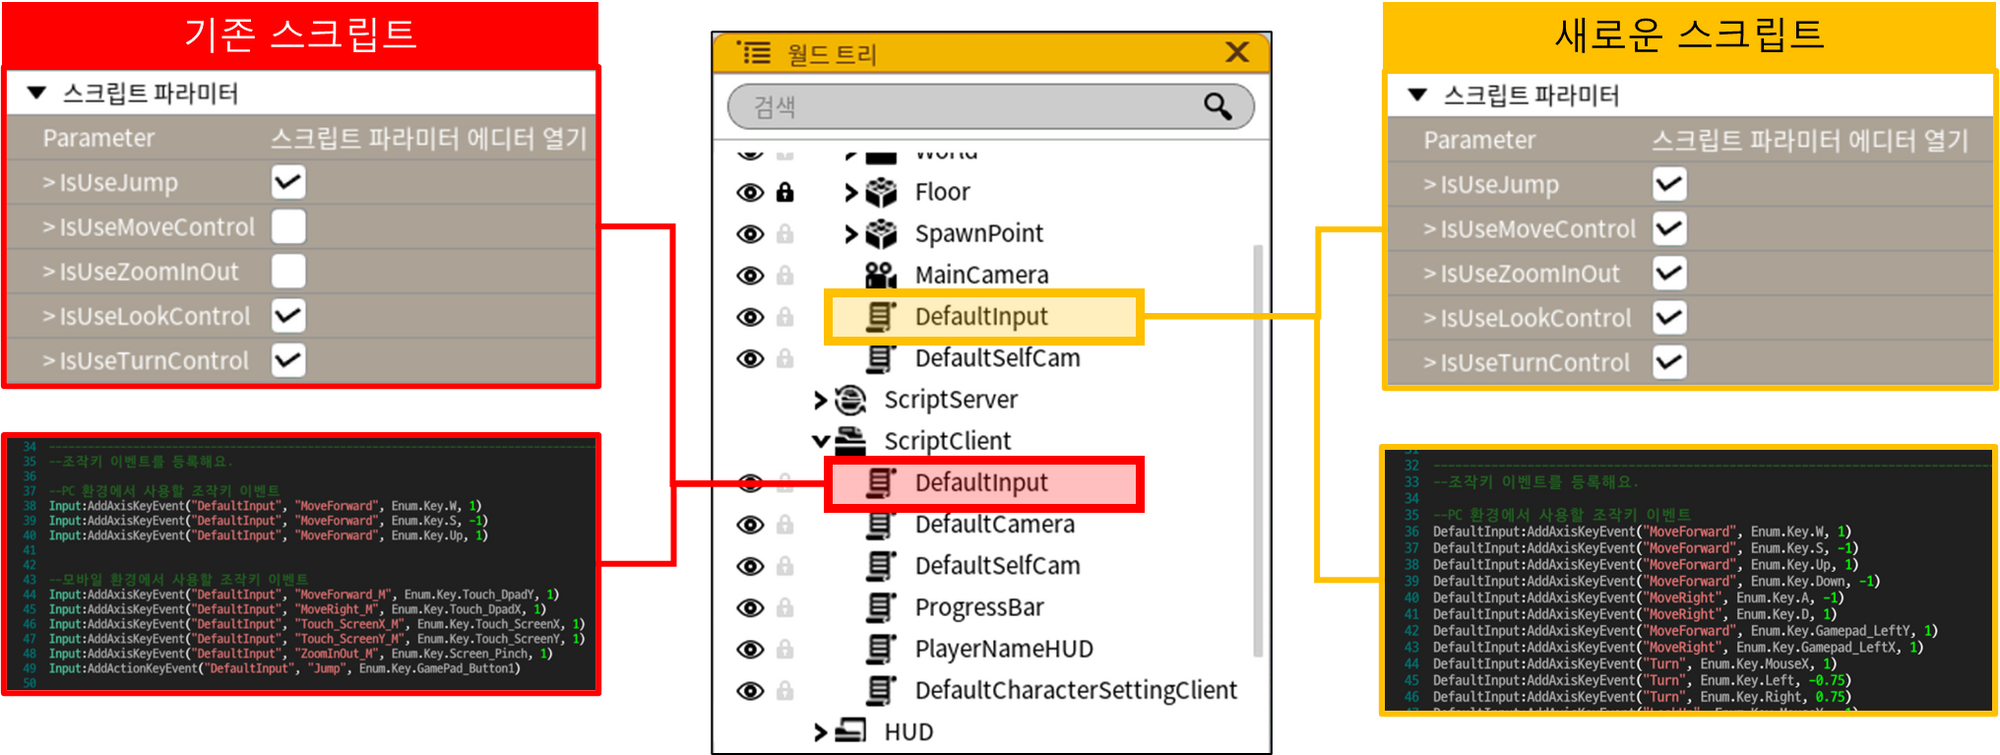 기존 스크립트
스크립트 파라미터
Parameter 스크립트 파라미터 에디터 열기
> IsUseJump
> IsUseMoveControl
> IsUseZoomInOut
> IsUseLookControl
> IsUseTurnControl
34 --------------------------------------------------------------------------------
35 --조작키 이벤트를 등록해요.
36
37 --PC 환경에서 사용할 조작키 이벤트
38 Input:AddAxisKeyEvent("DefaultInput", "MoveForward", Enum.Key.W, 1)
39 Input:AddAxisKeyEvent("DefaultInput", "MoveForward", Enum.Key.S, -1)
40 Input:AddAxisKeyEvent("DefaultInput", "MoveForward", Enum.Key.Up, 1)
41
42
43 --모바일 환경에서 사용할 조작키 이벤트
44 Input:AddAxisKeyEvent("DefaultInput", "MoveForward_M", Enum.Key.Touch_DpadY, 1)
45 Input:AddAxisKeyEvent("DefaultInput", "MoveRight_M", Enum.Key.Touch_DpadX, 1)
46 Input:AddAxisKeyEvent("DefaultInput", "Touch_ScreenX_M", Enum.Key.Touch_ScreenX, 1)
47 Input:AddAxisKeyEvent("DefaultInput", "Touch_ScreenY_M", Enum.Key.Touch_ScreenY, 1)
48 Input:AddAxisKeyEvent("DefaultInput", "ZoomInOut_M", Enum.Key.Screen_Pinch, 1)
49 Input:AddActionKeyEvent("DefaultInput", "Jump", Enum.Key.GamePad_Button1)
50
월드 트리
검색
World
Floor
SpawnPoint
MainCamera
DefaultInput
DefaultSelfCam
ScriptServer
ScriptClient
DefaultInput
DefaultCamera
DefaultSelfCam
ProgressBar
PlayerNameHUD
DefaultCharacterSettingClient
HUD
새로운 스크립트
스크립트 파라미터
Parameter 스크립트 파라미터 에디터 열기
> IsUseJump
> IsUseMoveControl
> IsUseZoomInOut
> IsUseLookControl
> IsUseTurnControl
31
32 --------------------------------------------------------------------------------
33 --조작키 이벤트를 등록해요.
34
35 --PC 환경에서 사용할 조작키 이벤트
36 DefaultInput:AddAxisKeyEvent("MoveForward", Enum.Key.W, 1)
37 DefaultInput:AddAxisKeyEvent("MoveForward", Enum.Key.S, -1)
38 DefaultInput:AddAxisKeyEvent("MoveForward", Enum.Key.Up, 1)
39 DefaultInput:AddAxisKeyEvent("MoveForward", Enum.Key.Down, -1)
40 DefaultInput:AddAxisKeyEvent("MoveRight", Enum.Key.A, -1)
41 DefaultInput:AddAxisKeyEvent("MoveRight", Enum.Key.D, 1)
42 DefaultInput:AddAxisKeyEvent("MoveForward", Enum.Key.Gamepad_LeftY, 1)
43 DefaultInput:AddAxisKeyEvent("MoveRight", Enum.Key.Gamepad_LeftX, 1)
44 DefaultInput:AddAxisKeyEvent("Turn", Enum.Key.MouseX, 1)
45 DefaultInput:AddAxisKeyEvent("Turn", Enum.Key.Left, -0.75)
46 DefaultInput:AddAxisKeyEvent("Turn", Enum.Key.Right, 0.75)